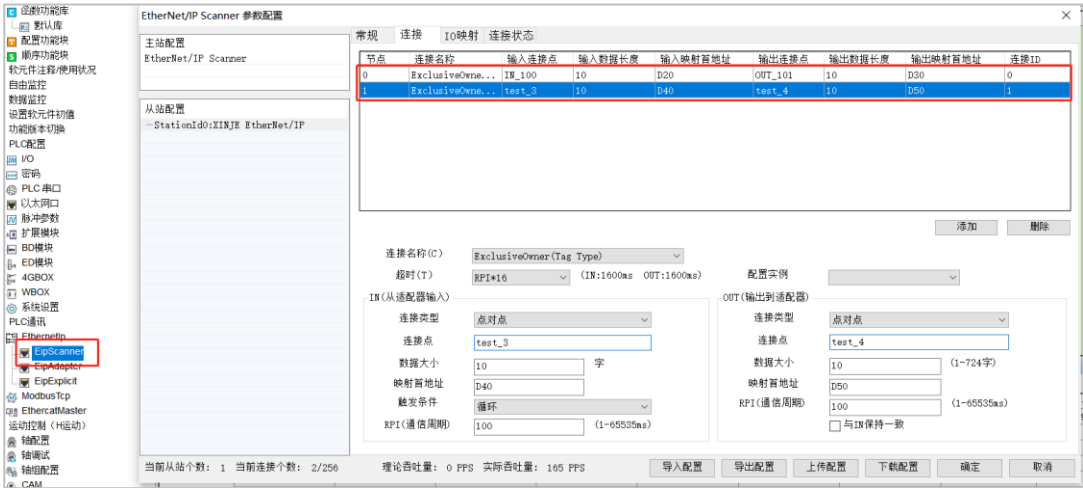 函数功能库
默认库
配置功能块
顺序功能块
软元件注释/使用状况
自由监控
数据监控
设置软元件初值
功能版本切换
PLC配置
I/O
密码
PLC 串口
以太网口
脉冲参数
扩展模块
BD模块
ED模块
4GBOX
WBOX
系统设置
PLC通讯
EthernetIp
EipScanner
EipAdapter
EipExplicit
ModbusTcp
EthercatMaster
运动控制（H运动）
轴配置
轴调试
轴组配置
CAM
EtherNet/IP Scanner 参数配置
主站配置
EtherNet/IP Scanner
从站配置
StationId0:XINJE EtherNet/IP
常规 连接 IO映射 连接状态
节点 连接名称 输入连接点 输入数据长度 输入映射首地址 输出连接点 输出数据长度 输出映射首地址 连接ID
0 ExclusiveOwne... IN_100 10 D20 OUT_101 10 D30 0
1 ExclusiveOwne... test_3 10 D40 test_4 10 D50 1
添加 删除
连接名称(C) ExclusiveOwner(Tag Type)
超时(T) RPI*16 (IN:1600ms OUT:1600ms) 配置实例
IN(从适配器输入)
连接类型 点对点
连接点 test_3
数据大小 10 字
映射首地址 D40
触发条件 循环
RPI(通信周期) 100 (1-65535ms)
OUT(输出到适配器)
连接类型 点对点
连接点 test_4
数据大小 10 (1-724字)
映射首地址 D50
RPI(通信周期) 100 (1-65535ms)
与IN保持一致
当前从站个数: 1 当前连接个数: 2/256 理论吞吐量: 0 PPS 实际吞吐量: 165 PPS 导入配置 导出配置 上传配置 下载配置 确定 取消